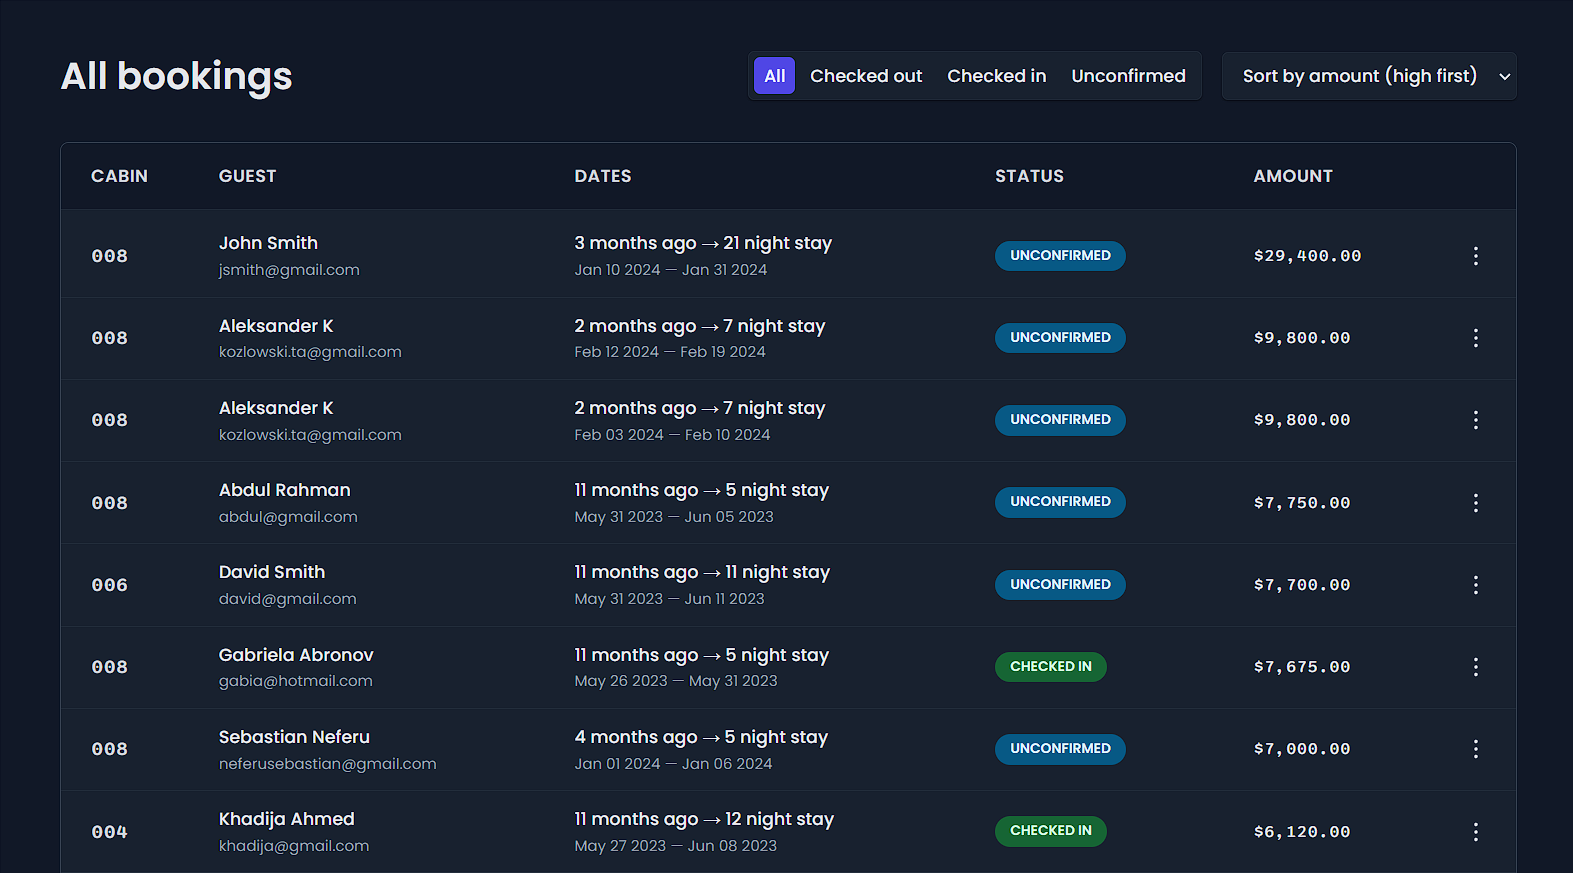 All bookings
All Checked out Checked in Unconfirmed
Sort by amount (high first)
CABIN GUEST DATES STATUS AMOUNT
008 John Smith 3 months ago → 21 night stay UNCONFIRMED $29,400.00
jsmith@gmail.com Jan 10 2024 — Jan 31 2024
008 Aleksander K 2 months ago → 7 night stay UNCONFIRMED $9,800.00
kozlowski.ta@gmail.com Feb 12 2024 — Feb 19 2024
008 Aleksander K 2 months ago → 7 night stay UNCONFIRMED $9,800.00
kozlowski.ta@gmail.com Feb 03 2024 — Feb 10 2024
008 Abdul Rahman 11 months ago → 5 night stay UNCONFIRMED $7,750.00
abdul@gmail.com May 31 2023 — Jun 05 2023
006 David Smith 11 months ago → 11 night stay UNCONFIRMED $7,700.00
david@gmail.com May 31 2023 — Jun 11 2023
008 Gabriela Abronov 11 months ago → 5 night stay CHECKED IN $7,675.00
gabia@hotmail.com May 26 2023 — May 31 2023
008 Sebastian Neferu 4 months ago → 5 night stay UNCONFIRMED $7,000.00
neferusebastian@gmail.com Jan 01 2024 — Jan 06 2024
004 Khadija Ahmed 11 months ago → 12 night stay CHECKED IN $6,120.00
khadija@gmail.com May 27 2023 — Jun 08 2023